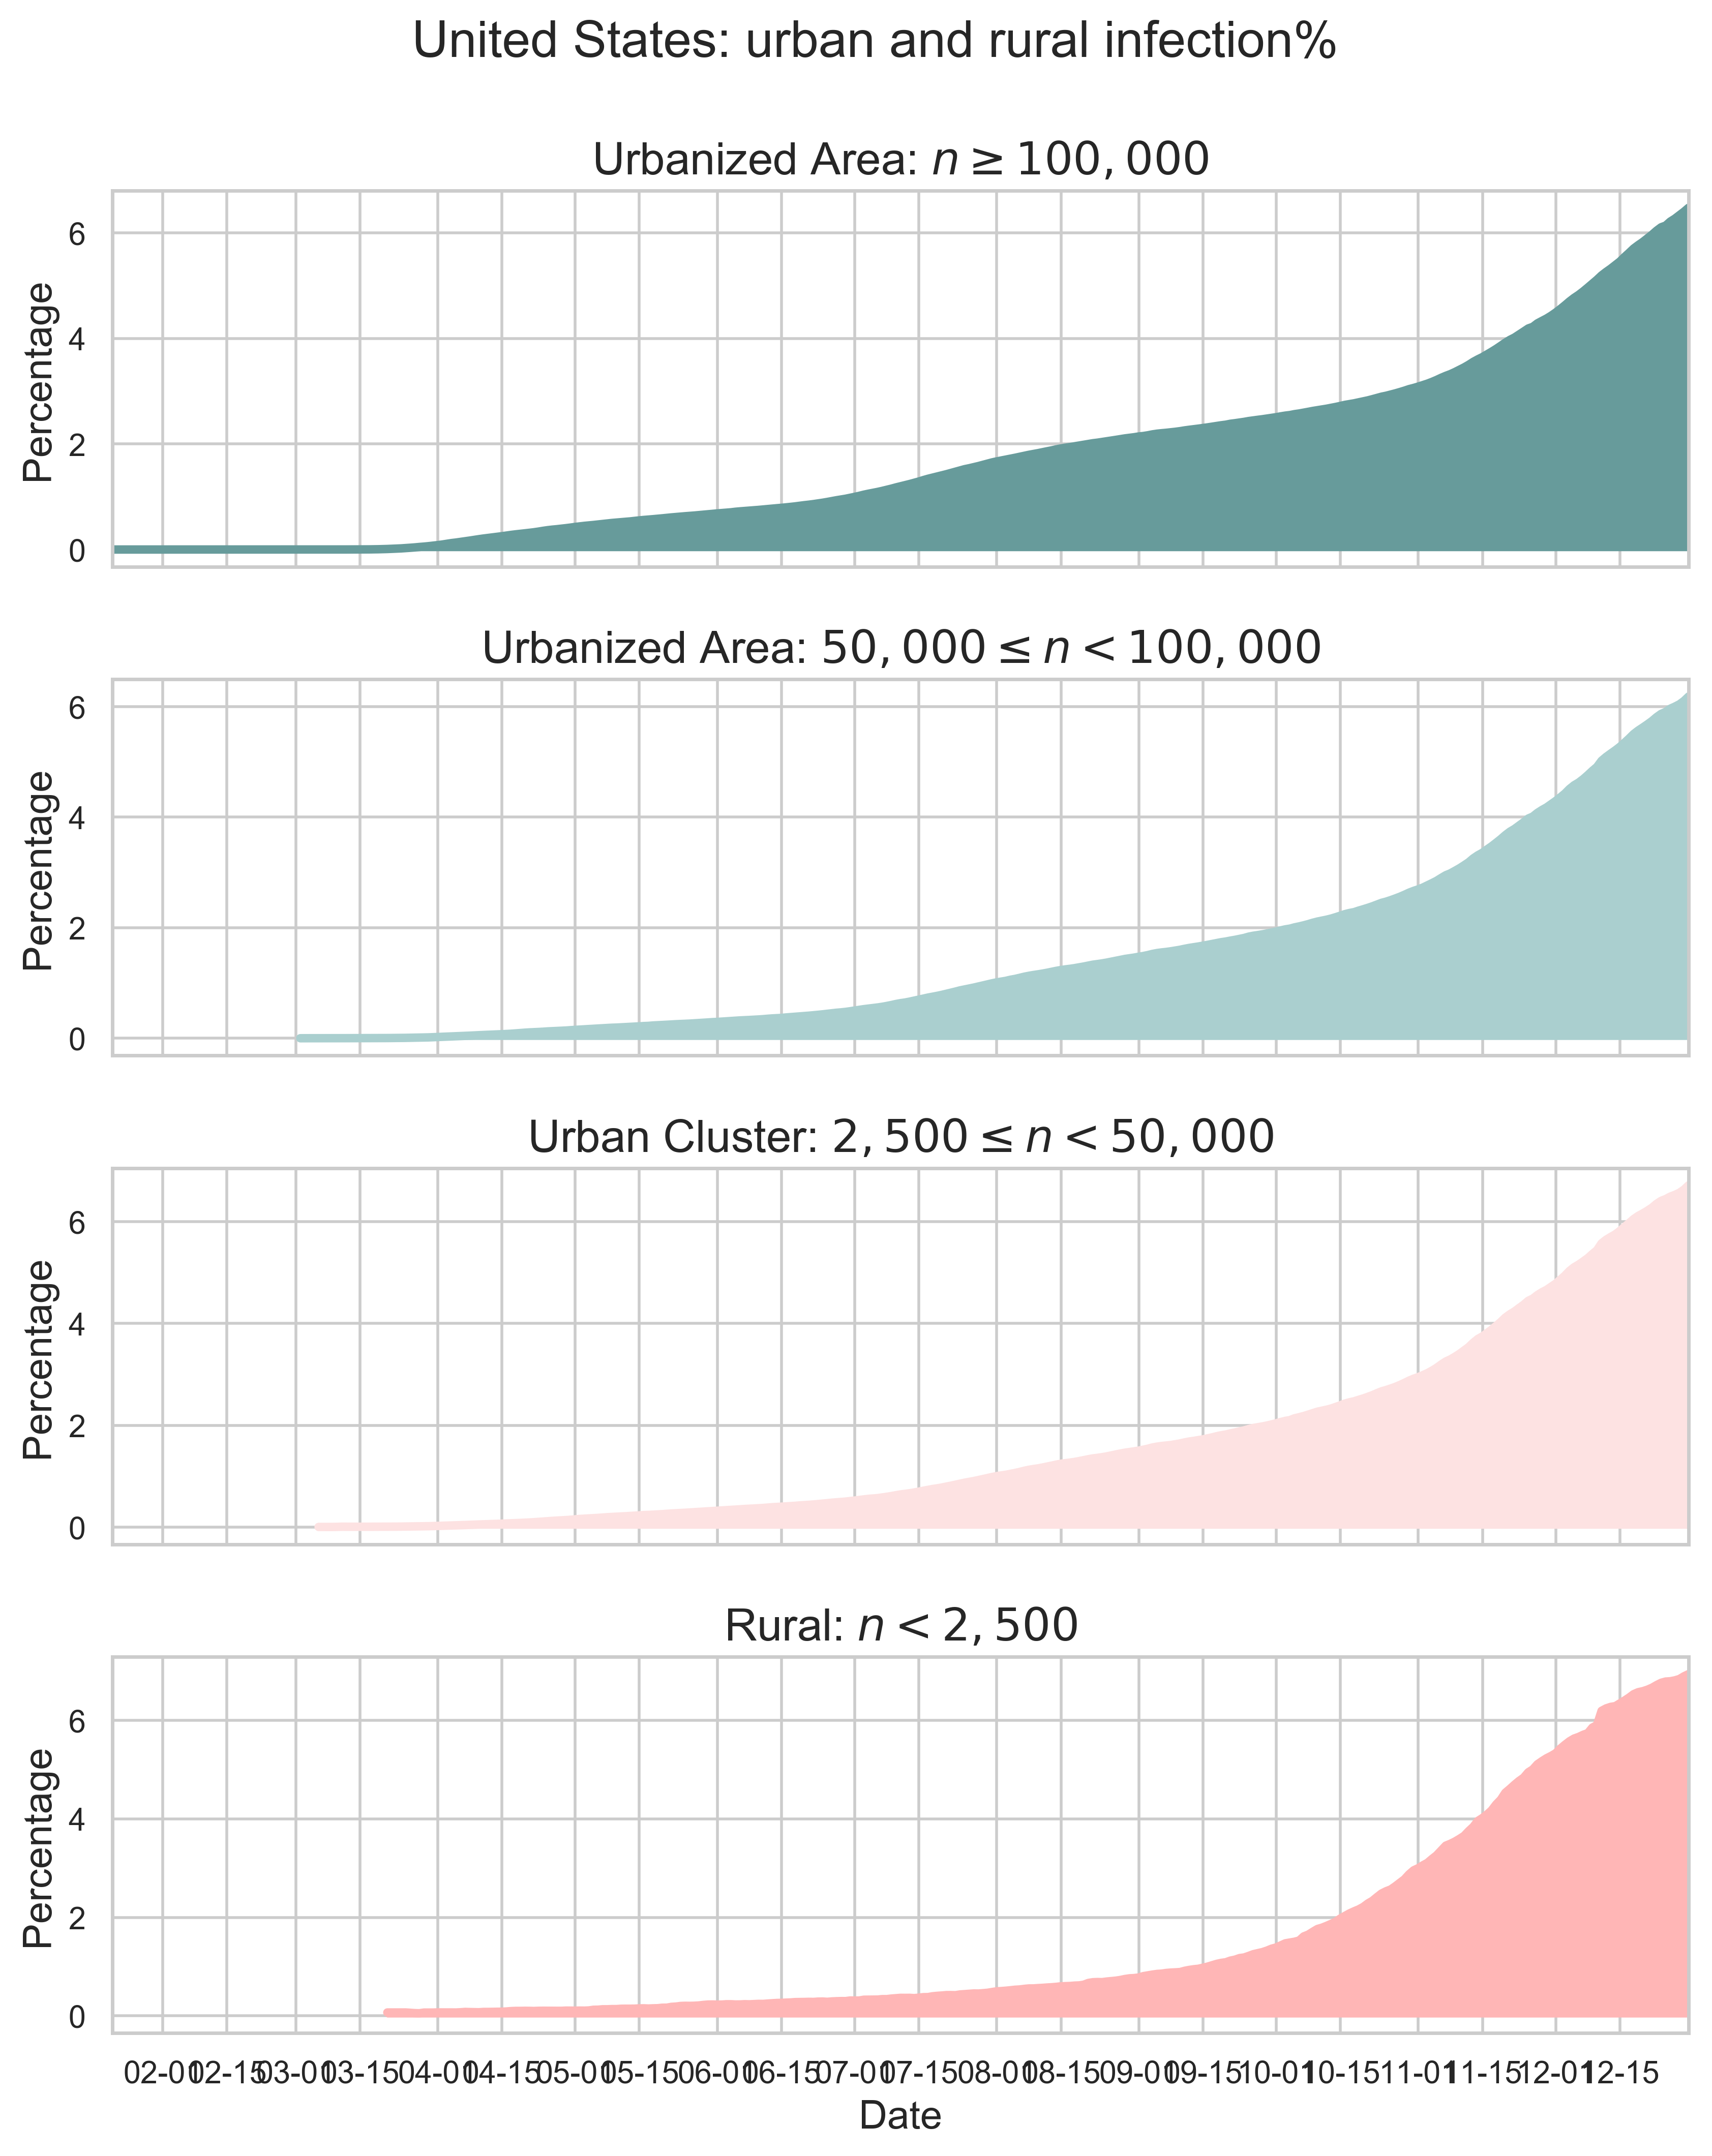 United States: urban and rural infection%
Urbanized Area: n ≥ 100, 000
Percentage
6
4
2
0
Urbanized Area: 50, 000 ≤ n < 100, 000
Percentage
6
4
2
0
Urban Cluster: 2, 500 ≤ n < 50, 000
Percentage
6
4
2
0
Rural: n < 2, 500
Percentage
6
4
2
0
02-01 02-15 03-01 03-15 04-01 04-15 05-01 05-15 06-01 06-15 07-01 07-15 08-01 08-15 09-01 09-15 10-01 10-15 11-01 11-15 12-01 12-15
Date